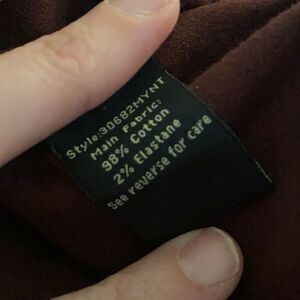 Style:30682MYNT
Main Fabric:
98% Cotton
2% Elastane
See reverse for care